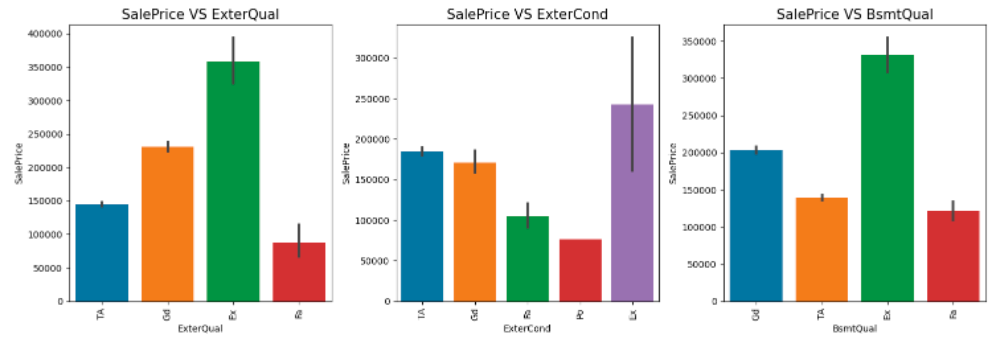 SalePrice VS ExterQual
SalePrice
400000
350000
300000
250000
200000
150000
100000
50000
0
TA
Gd
Ex
Fa
ExterQual
SalePrice VS ExterCond
SalePrice
300000
250000
200000
150000
100000
50000
0
TA
Gd
Fa
Po
Ex
ExterCond
SalePrice VS BsmtQual
SalePrice
350000
300000
250000
200000
150000
100000
50000
0
Gd
TA
Ex
Fa
BsmtQual